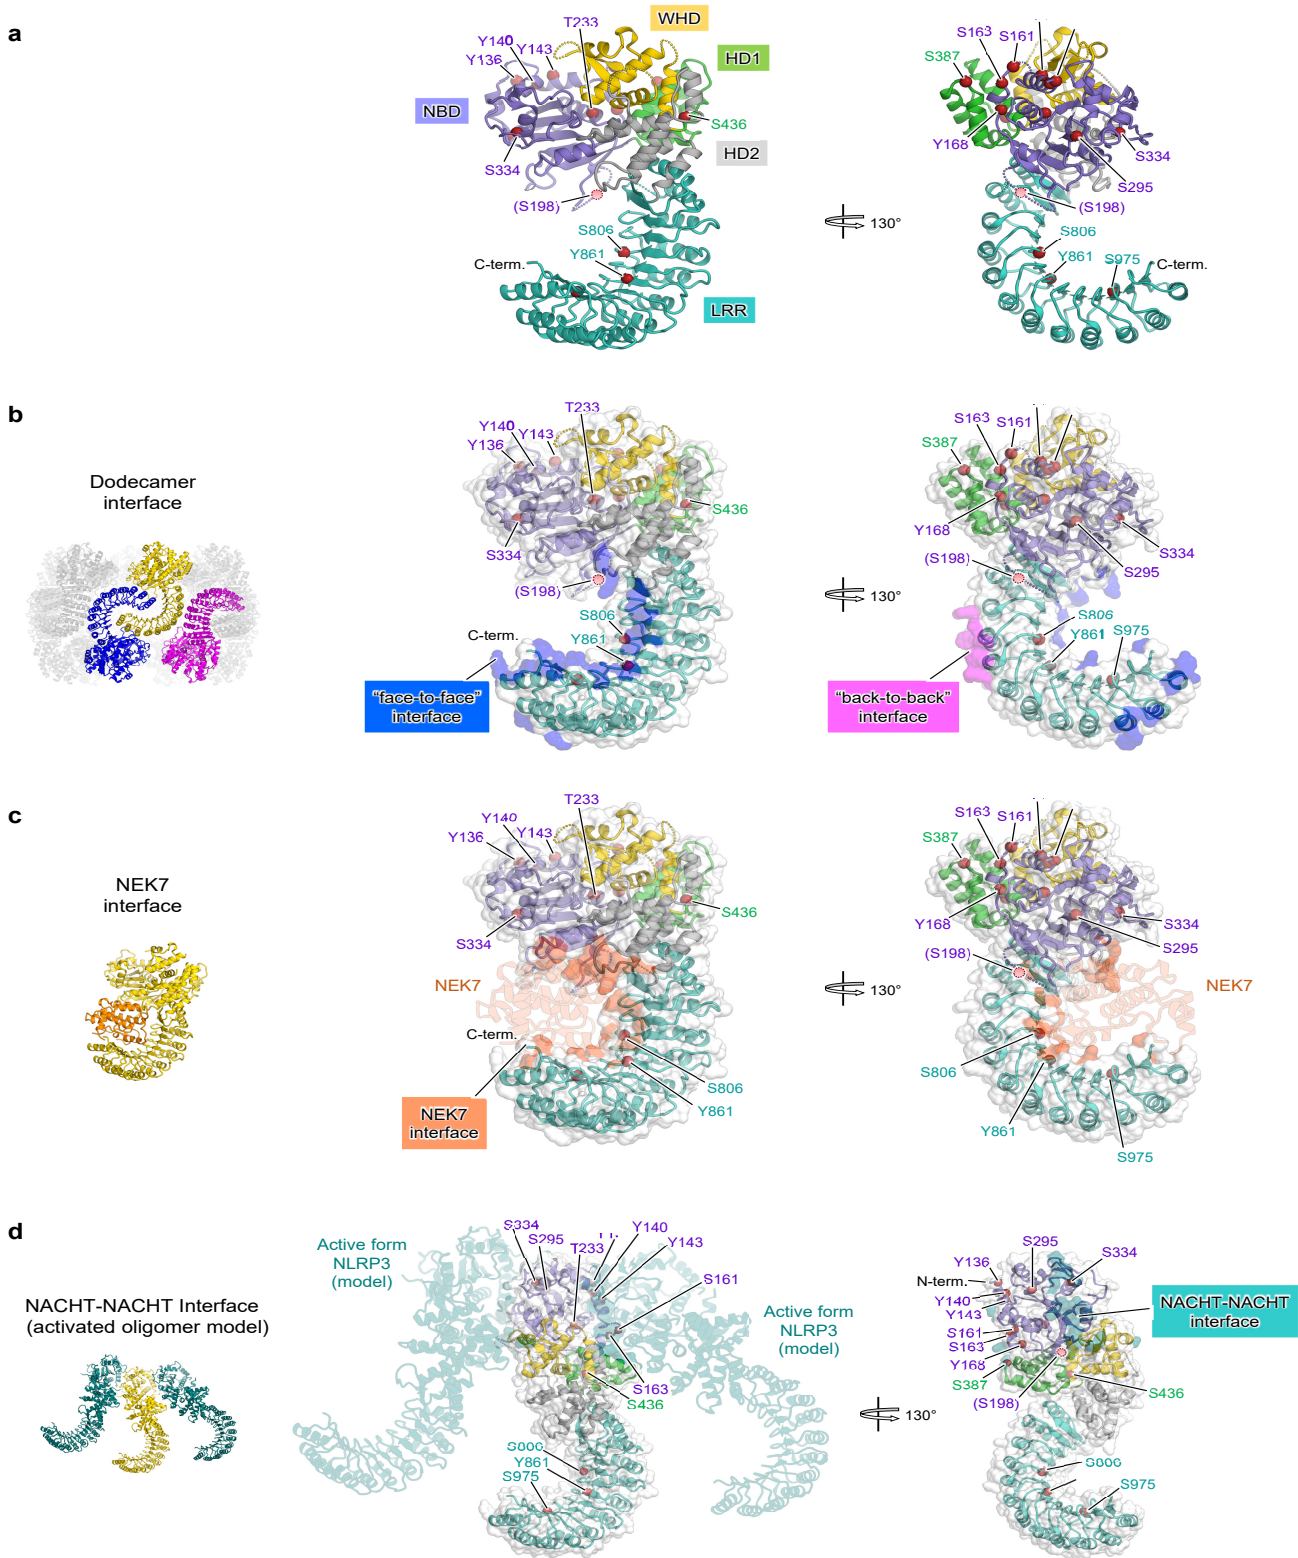 a
T233
WHD
Y140
Y143
Y136
HD1
NBD
S436
HD2
S334
(S198)
S806
C-term.
Y861
LRR
130°
S163
S161
S387
Y168
S334
S295
(S198)
S806
Y861
S975
C-term.
b
Dodecamer
interface
T233
Y140
Y143
Y136
S436
S334
(S198)
S806
C-term.
Y861
"face-to-face"
interface
130°
S163
S161
S387
Y168
S334
(S198)
S295
S806
Y861
S975
"back-to-back"
interface
c
NEK7
interface
T233
Y140
Y143
Y136
S436
S334
NEK7
C-term.
S806
Y861
NEK7
interface
130°
S163
S161
S387
Y168
S334
S295
(S198)
NEK7
S806
Y861
S975
d
NACHT-NACHT Interface
(activated oligomer model)
Active form
NLRP3
(model)
S334
S295
T233
Y140
Y143
S161
Active form
NLRP3
(model)
S163
S436
Y861
S975
130°
S295
Y136
S334
N-term.
Y140
Y143
S161
S163
Y168
S387
(S198)
NACHT-NACHT
interface
S436
S975